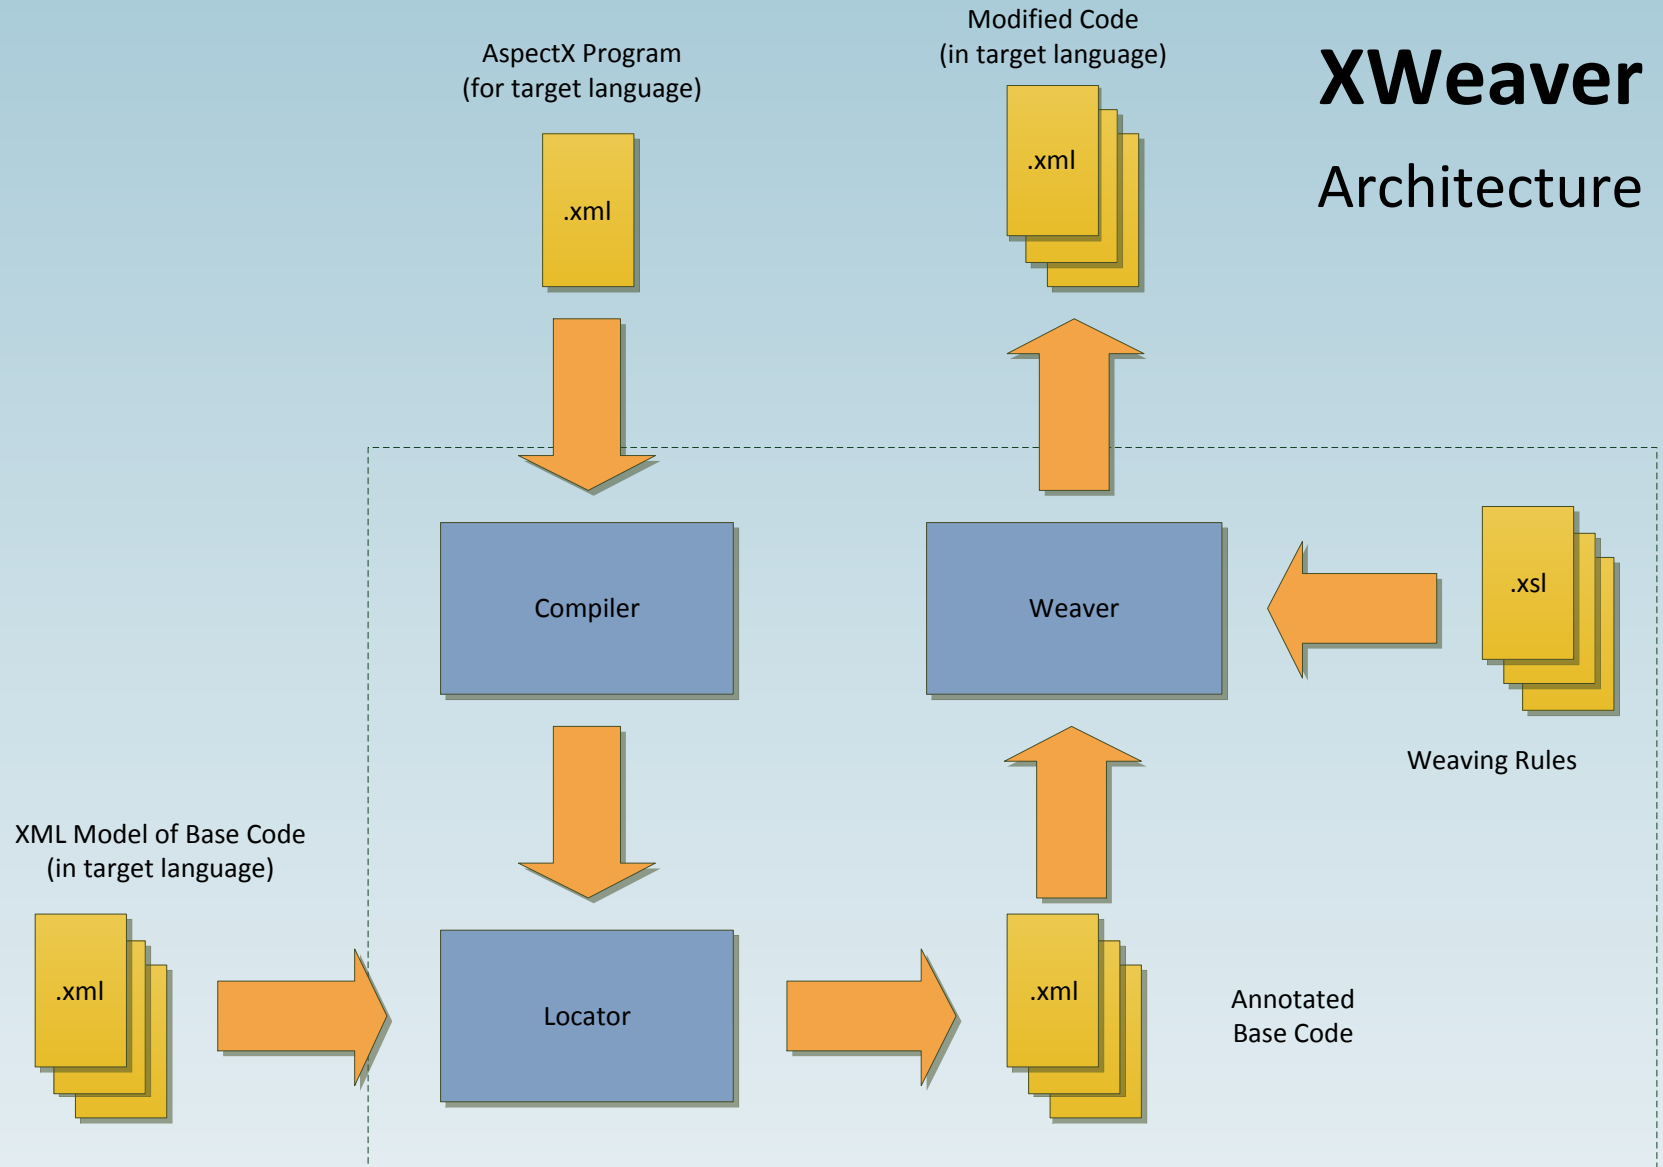 XWeaver
Architecture
AspectX Program
(for target language)
.xml
Modified Code
(in target language)
.xml
Compiler
Weaver
.xsl
Weaving Rules
XML Model of Base Code
(in target language)
.xml
Locator
.xml
Annotated
Base Code